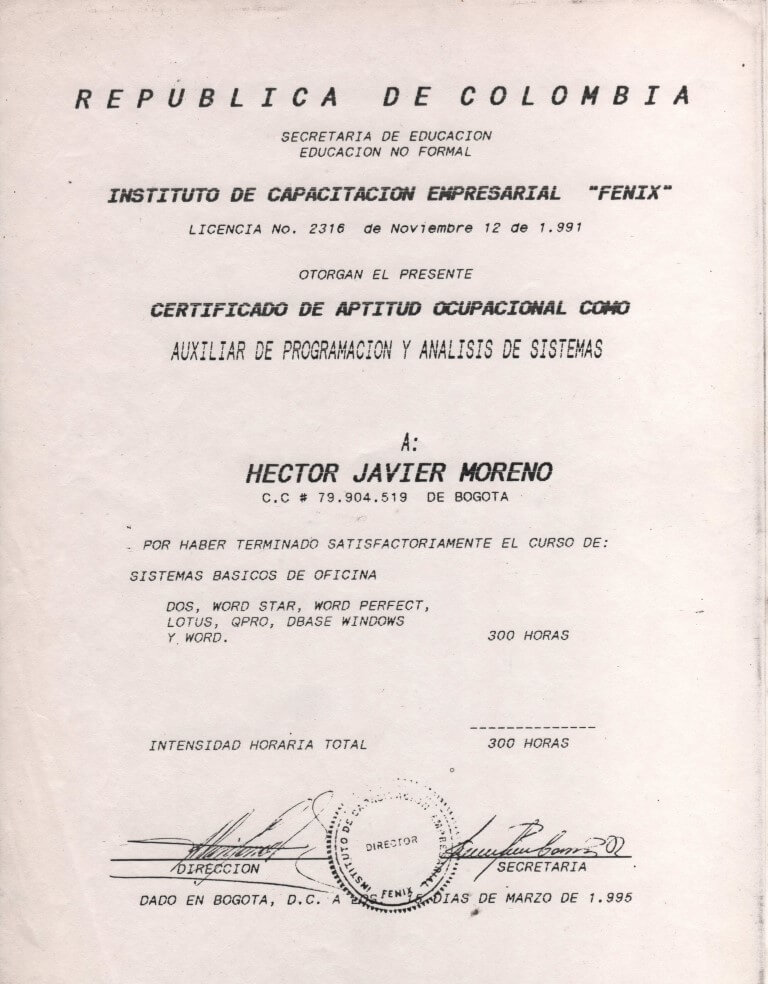 REPÚBLICA DE COLOMBIA
SECRETARIA DE EDUCACION
EDUCACION NO FORMAL
INSTITUTO DE CAPACITACION EMPRESARIAL "FENIX"
LICENCIA No. 2316 de Noviembre 12 de 1.991
OTORGAN EL PRESENTE
CERTIFICADO DE APTITUD OCUPACIONAL COMO
AUXILIAR DE PROGRAMACION Y ANALISIS DE SISTEMAS
A:
HECTOR JAVIER MORENO
C.C # 79.904.519 DE BOGOTA
POR HABER TERMINADO SATISFACTORIAMENTE EL CURSO DE:
SISTEMAS BASICOS DE OFICINA
DOS, WORD STAR, WORD PERFECT,
LOTUS, QPRO, DBASE WINDOWS
Y WORD. 300 HORAS
-------------
INTENSIDAD HORARIA TOTAL 300 HORAS
INSTITUTO DE CAPACITACION EMPRESARIAL
DIRECTOR
FENIX
DIRECCION SECRETARIA
DADO EN BOGOTA, D.C. A DIAS DE MARZO DE 1.995